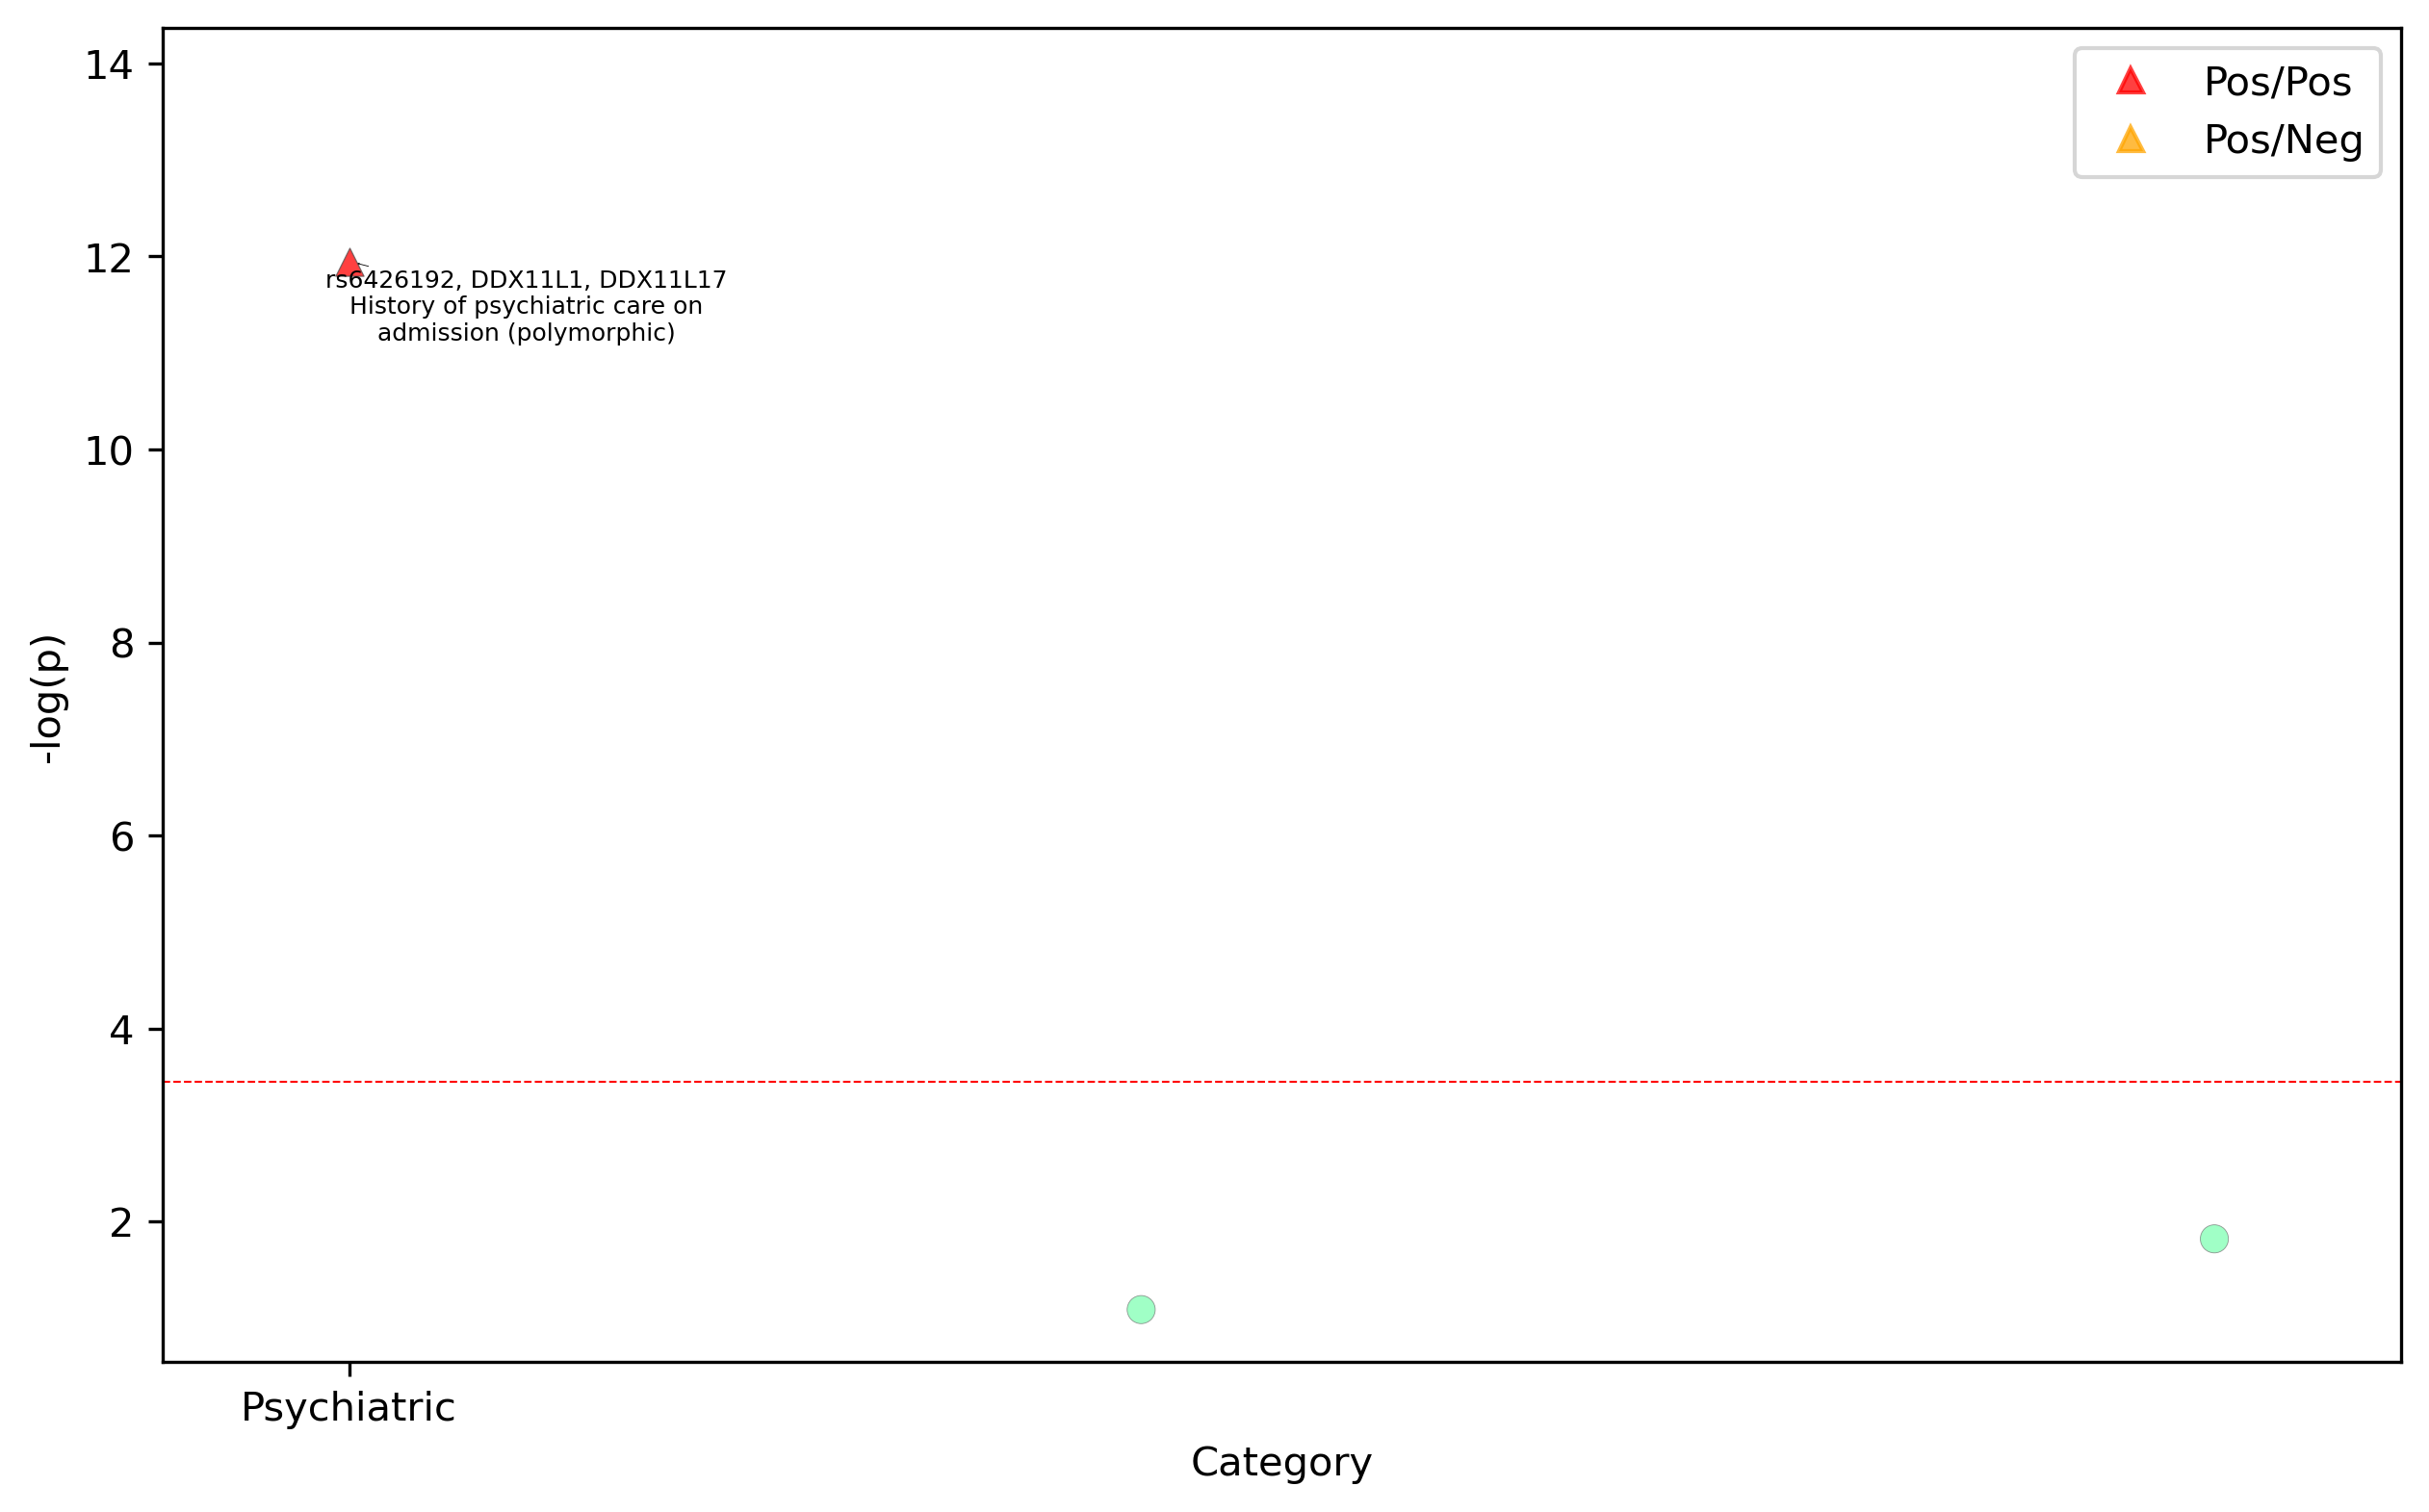 14
12
10
8
6
4
2
-log(p)
Pos/Pos
Pos/Neg
rs6426192, DDX11L1, DDX11L17
History of psychiatric care on
admission (polymorphic)
Psychiatric
Category